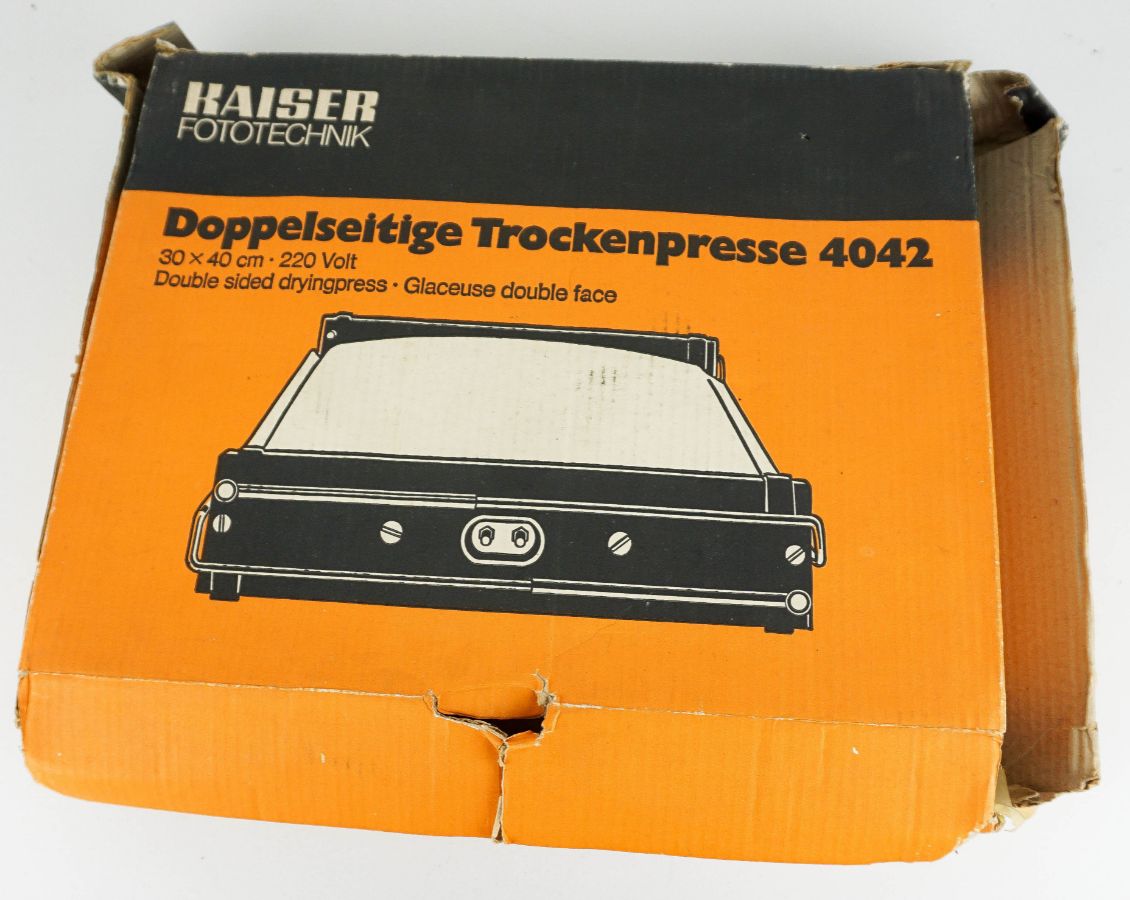 KAISER
FOTOTECHNIK
Doppelseitige Trockenpresse 4042
30 × 40 cm · 220 Volt
Double sided dryingpress · Glaceuse double face